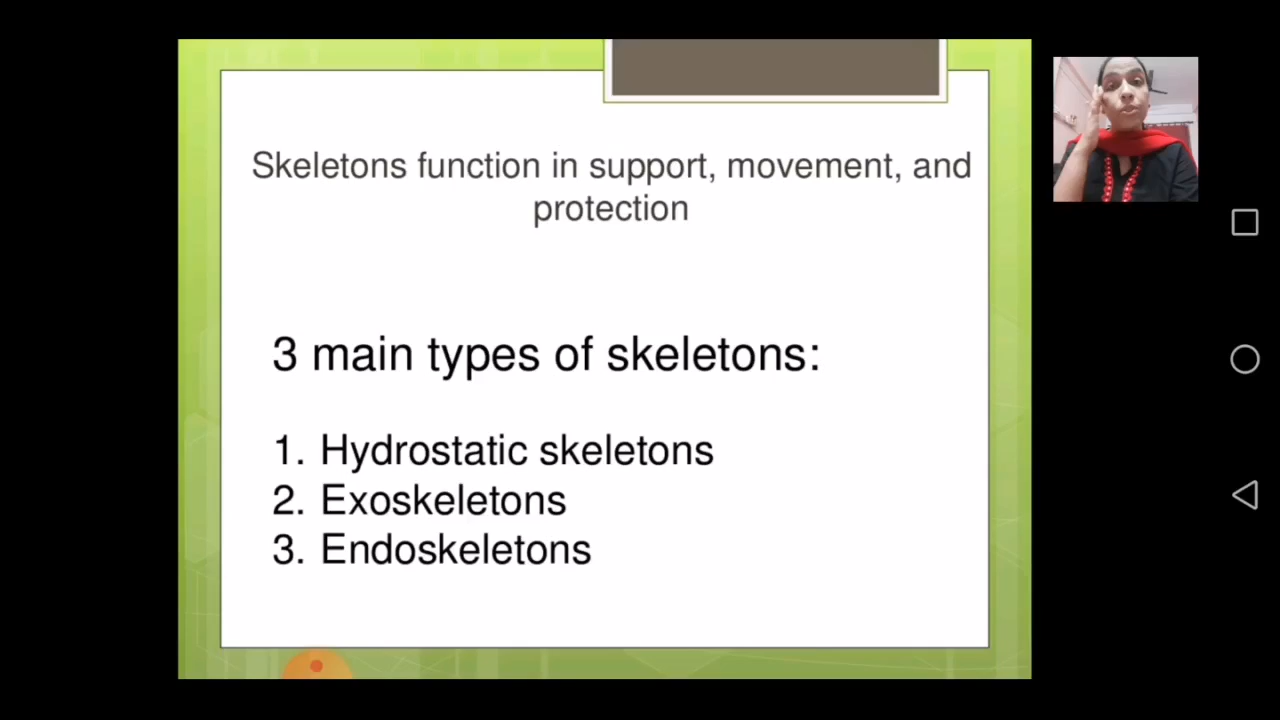 Skeletons function in support, movement, and
protection
3 main types of skeletons:
1. Hydrostatic skeletons
2. Exoskeletons
3. Endoskeletons